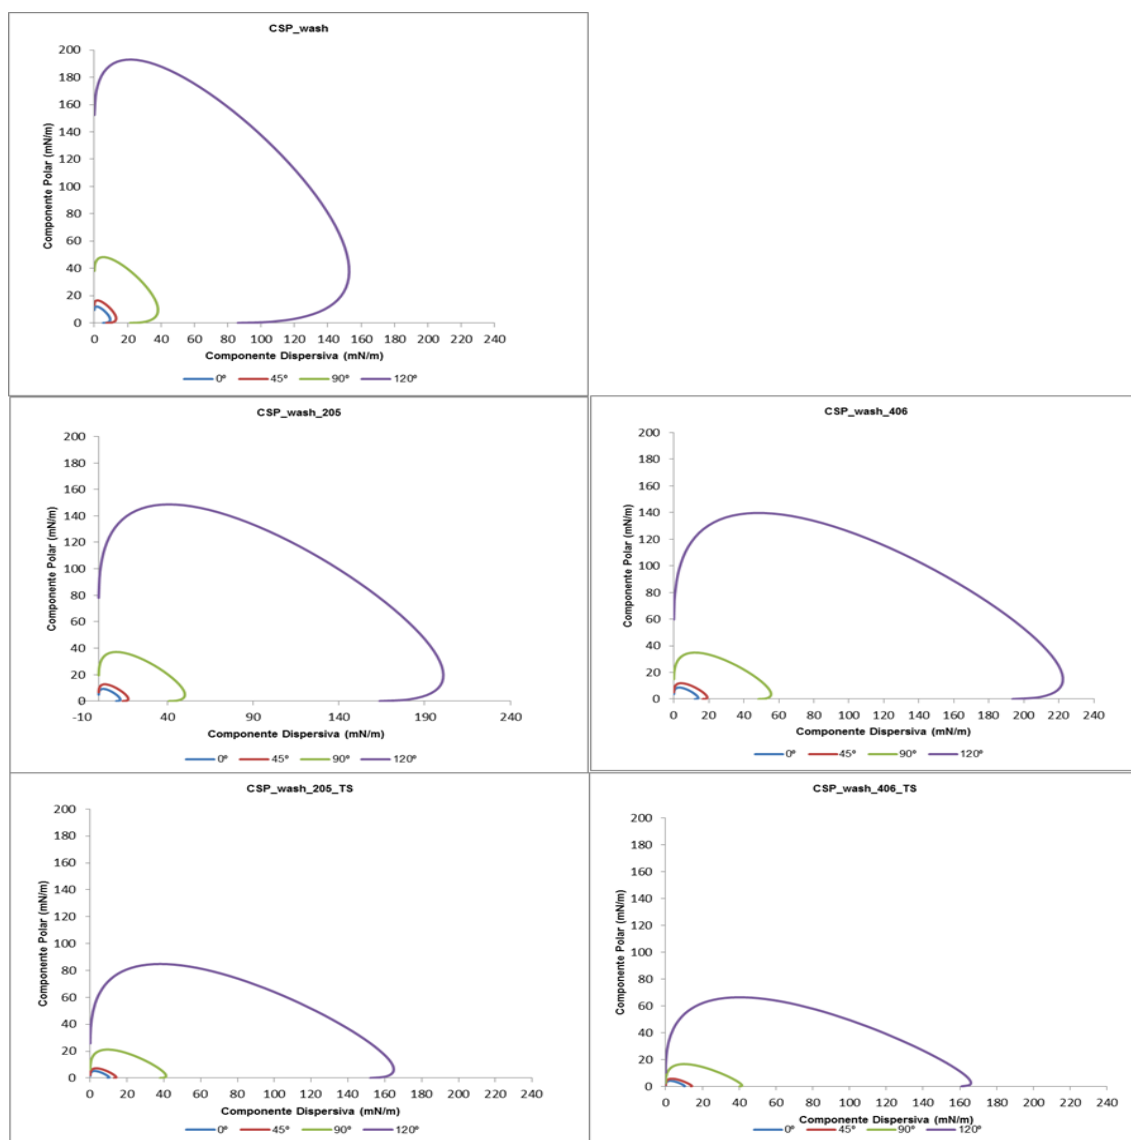 CSP_wash
Componente Polar (mN/m)
200
180
160
140
120
100
80
60
40
20
0
0 20 40 60 80 100 120 140 160 180 200 220 240
Componente Dispersiva (mN/m)
0º 45º 90º 120º
CSP_wash_205
Componente Polar (mN/m)
200
180
160
140
120
100
80
60
40
20
0
-10 40 90 140 190 240
Componente Dispersiva (mN/m)
0º 45º 90º 120º
CSP_wash_406
Componente Polar (mN/m)
200
180
160
140
120
100
80
60
40
20
0
0 20 40 60 80 100 120 140 160 180 200 220 240
Componente Dispersiva (mN/m)
0º 45º 90º 120º
CSP_wash_205_TS
Componente Polar (mN/m)
200
180
160
140
120
100
80
60
40
20
0
0 20 40 60 80 100 120 140 160 180 200 220 240
Componente Dispersiva (mN/m)
0º 45º 90º 120º
CSP_wash_406_TS
Componente Polar (mN/m)
200
180
160
140
120
100
80
60
40
20
0
0 20 40 60 80 100 120 140 160 180 200 220 240
Componente Dispersiva (mN/m)
0º 45º 90º 120º